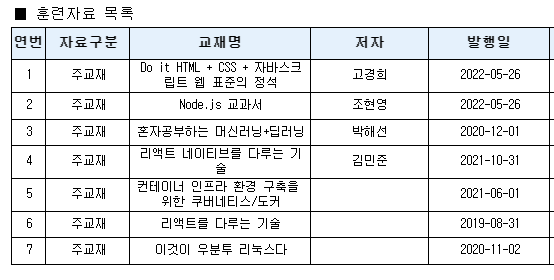 ■ 훈련자료 목록
연번 자료구분 교재명 저자 발행일
1 주교재 Do it HTML + CSS + 자바스크립트 웹 표준의 정석 고경희 2022-05-26
2 주교재 Node.js 교과서 조현영 2022-05-26
3 주교재 혼자공부하는 머신러닝+딥러닝 박해선 2020-12-01
4 주교재 리액트 네이티브를 다루는 기술 김민준 2021-10-31
5 주교재 컨테이너 인프라 환경 구축을 위한 쿠버네티스/도커 2021-06-01
6 주교재 리액트를 다루는 기술 2019-08-31
7 주교재 이것이 우분투 리눅스다 2020-11-02